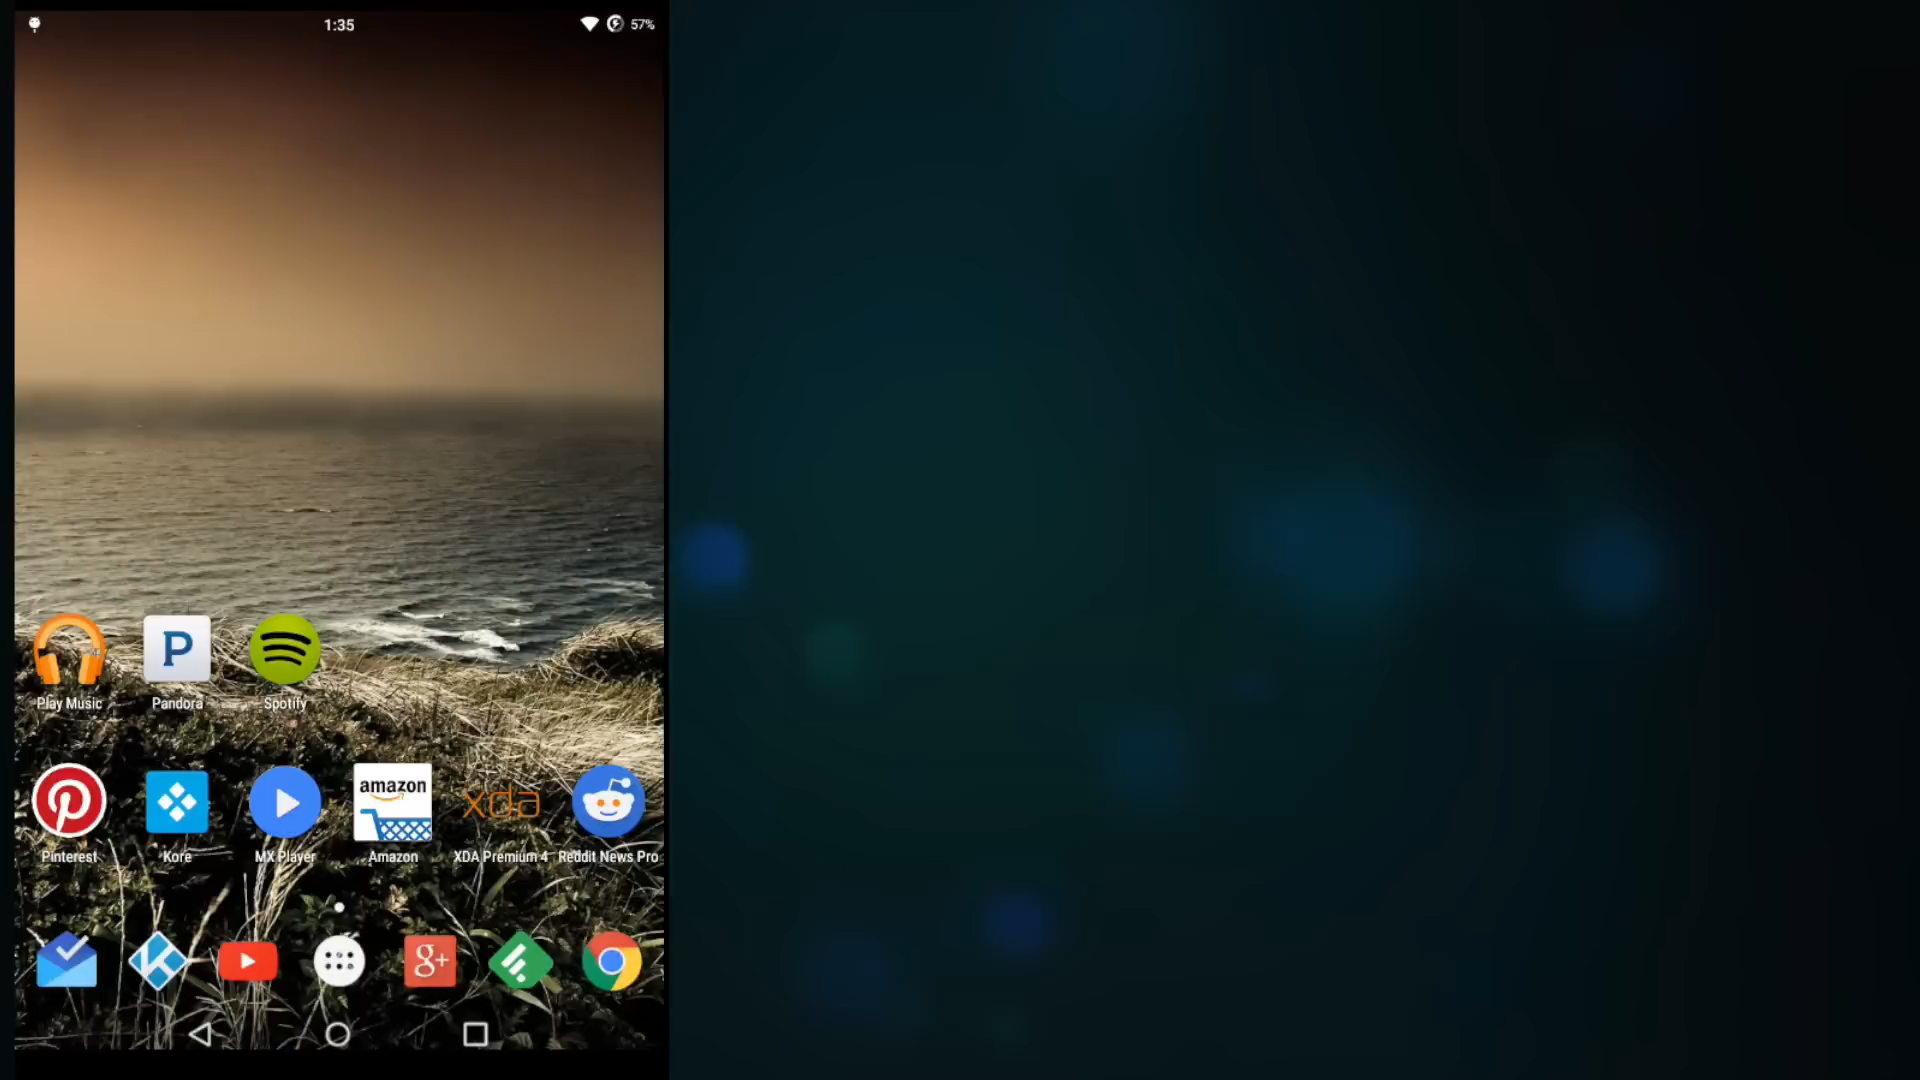 1:35
57%
P
Play Music
Pandora
Spotify
amazon
xda
Pinterest
Kore
MX Player
Amazon
XDA Premium 4
Reddit News Pro
g+